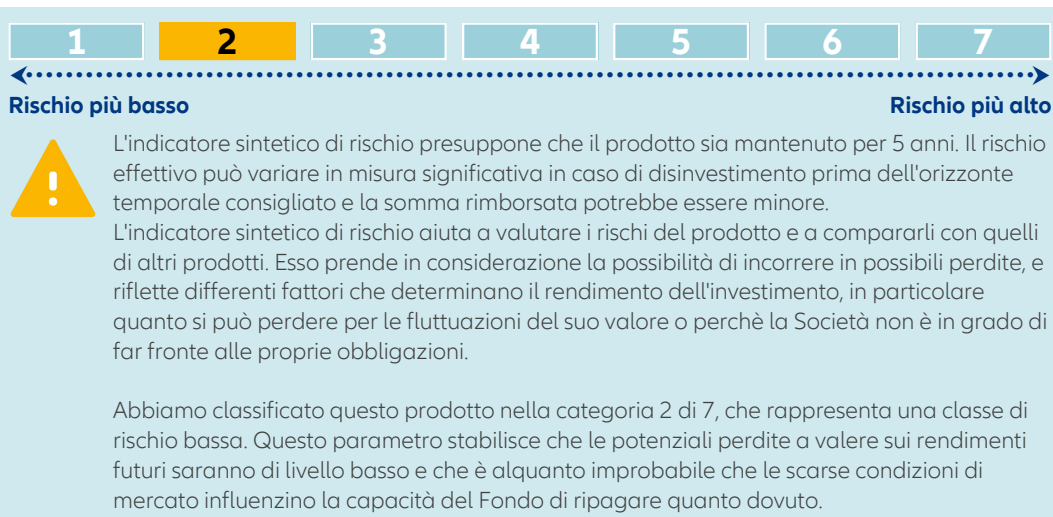 1 2 3 4 5 6 7
Rischio più basso Rischio più alto
L'indicatore sintetico di rischio presuppone che il prodotto sia mantenuto per 5 anni. Il rischio
effettivo può variare in misura significativa in caso di disinvestimento prima dell'orizzonte
temporale consigliato e la somma rimborsata potrebbe essere minore.
L'indicatore sintetico di rischio aiuta a valutare i rischi del prodotto e a compararli con quelli
di altri prodotti. Esso prende in considerazione la possibilità di incorrere in possibili perdite, e
riflette differenti fattori che determinano il rendimento dell'investimento, in particolare
quanto si può perdere per le fluttuazioni del suo valore o perchè la Società non è in grado di
far fronte alle proprie obbligazioni.
Abbiamo classificato questo prodotto nella categoria 2 di 7, che rappresenta una classe di
rischio bassa. Questo parametro stabilisce che le potenziali perdite a valere sui rendimenti
futuri saranno di livello basso e che è alquanto improbabile che le scarse condizioni di
mercato influenzino la capacità del Fondo di ripagare quanto dovuto.